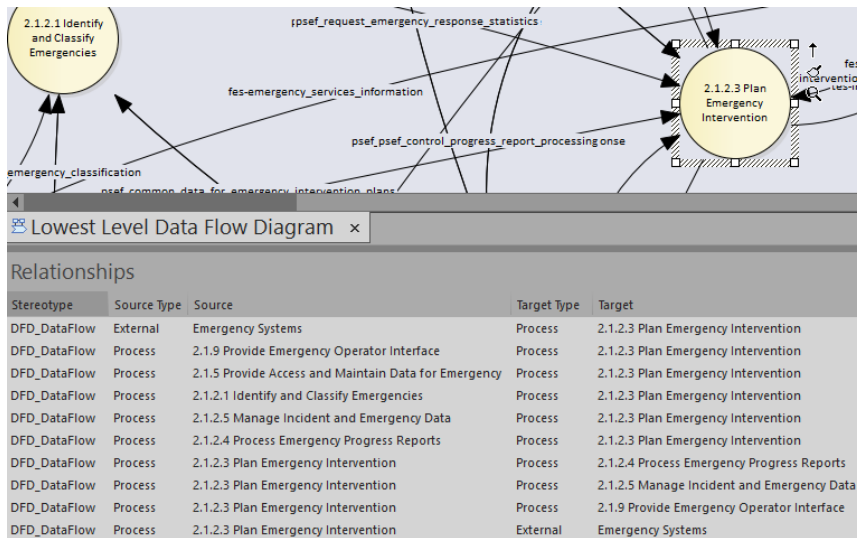 2.1.2.1 Identify
and Classify
Emergencies
psef_request_emergency_response_statistics
fes-emergency_services_information
2.1.2.3 Plan
Emergency
Intervention
fes-
intervention
psef_psef_control_progress_report_processing onse
emergency_classification
psef_common_data_for_emergency_intervention_plans
Lowest Level Data Flow Diagram ×
Relationships
Stereotype Source Type Source Target Type Target
DFD_DataFlow External Emergency Systems Process 2.1.2.3 Plan Emergency Intervention
DFD_DataFlow Process 2.1.9 Provide Emergency Operator Interface Process 2.1.2.3 Plan Emergency Intervention
DFD_DataFlow Process 2.1.5 Provide Access and Maintain Data for Emergency Process 2.1.2.3 Plan Emergency Intervention
DFD_DataFlow Process 2.1.2.1 Identify and Classify Emergencies Process 2.1.2.3 Plan Emergency Intervention
DFD_DataFlow Process 2.1.2.5 Manage Incident and Emergency Data Process 2.1.2.3 Plan Emergency Intervention
DFD_DataFlow Process 2.1.2.4 Process Emergency Progress Reports Process 2.1.2.3 Plan Emergency Intervention
DFD_DataFlow Process 2.1.2.3 Plan Emergency Intervention Process 2.1.2.4 Process Emergency Progress Reports
DFD_DataFlow Process 2.1.2.3 Plan Emergency Intervention Process 2.1.2.5 Manage Incident and Emergency Data
DFD_DataFlow Process 2.1.2.3 Plan Emergency Intervention Process 2.1.9 Provide Emergency Operator Interface
DFD_DataFlow Process 2.1.2.3 Plan Emergency Intervention External Emergency Systems